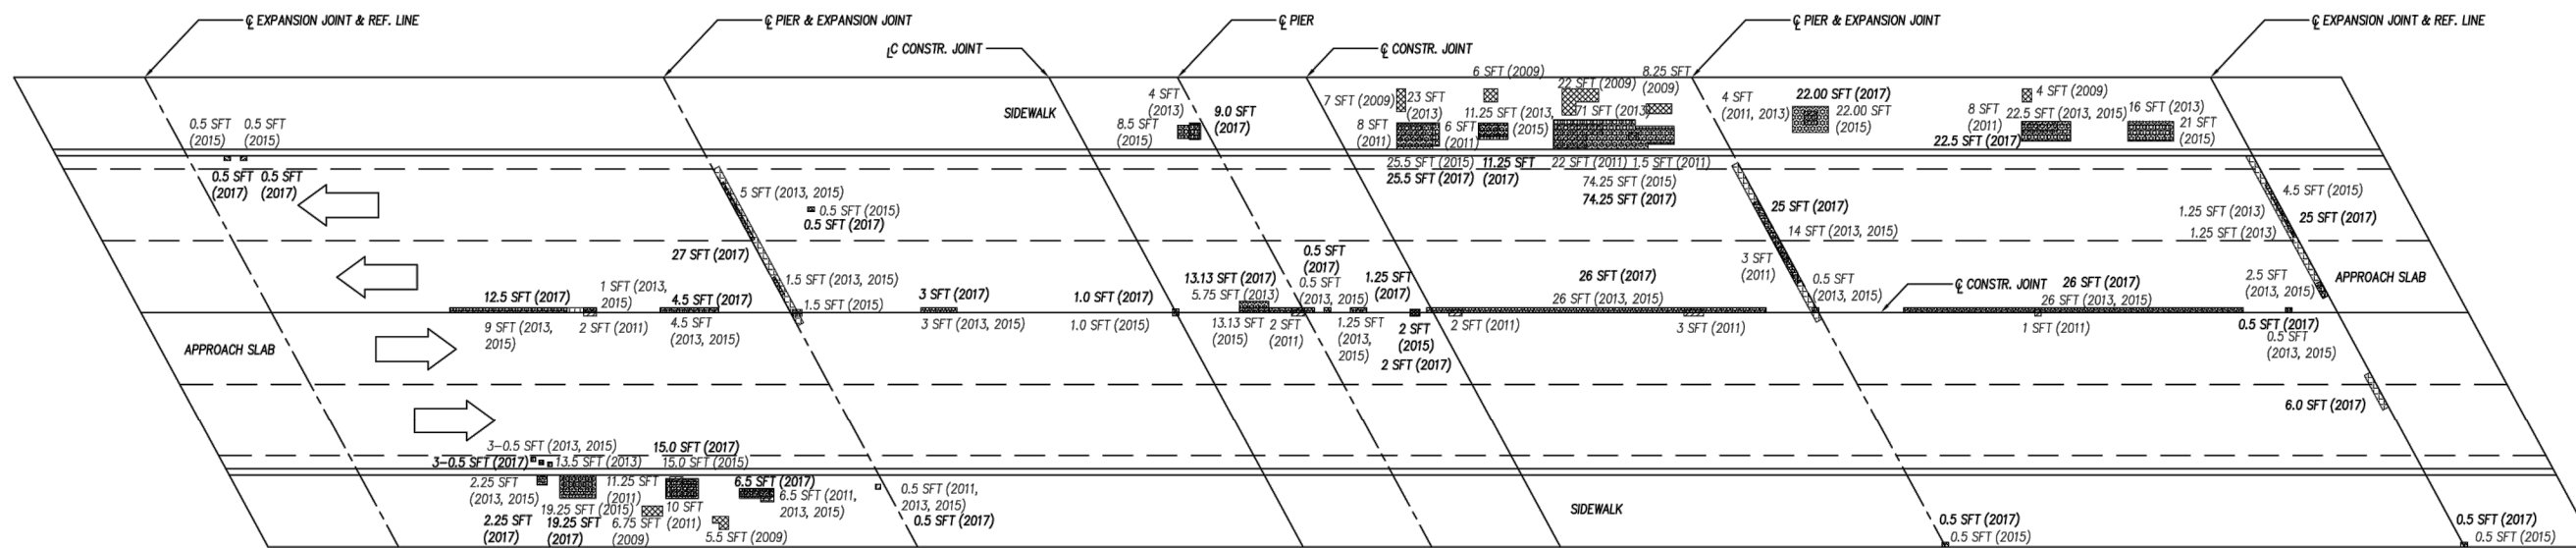 ℄ EXPANSION JOINT & REF. LINE
℄ PIER & EXPANSION JOINT
℄ PIER
℄ PIER & EXPANSION JOINT
℄ EXPANSION JOINT & REF. LINE
LC CONSTR. JOINT
℄ CONSTR. JOINT
6 SFT (2009)
22 SFT (2009)
8.25 SFT
(2009)
4 SFT
(2013)
9.0 SFT
(2017)
7 SFT (2009)
23 SFT
(2013)
11.25 SFT (2013,
2015)
71 SFT (2013)
4 SFT
(2011, 2013)
22.00 SFT (2017)
22.00 SFT
(2015)
4 SFT (2009)
8 SFT
(2011)
22.5 SFT (2013, 2015)
16 SFT (2013)
21 SFT
(2015)
22.5 SFT (2017)
SIDEWALK
0.5 SFT
(2015)
0.5 SFT
(2015)
8.5 SFT
(2015)
8 SFT
(2011)
6 SFT
(2011)
25.5 SFT (2015)
11.25 SFT
(2017)
22 SFT (2011)
1.5 SFT (2011)
25.5 SFT (2017)
74.25 SFT (2015)
74.25 SFT (2017)
0.5 SFT
(2017)
0.5 SFT
(2017)
5 SFT (2013, 2015)
0.5 SFT (2015)
0.5 SFT (2017)
25 SFT (2017)
14 SFT (2013, 2015)
4.5 SFT (2015)
1.25 SFT (2013)
25 SFT (2017)
1.25 SFT (2013)
27 SFT (2017)
0.5 SFT
(2017)
3 SFT
(2011)
12.5 SFT (2017)
1 SFT (2013,
2015)
4.5 SFT (2017)
1.5 SFT (2013, 2015)
1.5 SFT (2015)
3 SFT (2017)
1.0 SFT (2017)
13.13 SFT (2017)
5.75 SFT (2013)
0.5 SFT
(2013, 2015)
1.25 SFT
(2017)
26 SFT (2017)
26 SFT (2013, 2015)
0.5 SFT
(2013, 2015)
℄ CONSTR. JOINT
26 SFT (2017)
26 SFT (2013, 2015)
2.5 SFT
(2013, 2015)
APPROACH SLAB
9 SFT (2013,
2015)
2 SFT (2011)
4.5 SFT
(2013, 2015)
3 SFT (2013, 2015)
1.0 SFT (2015)
13.13 SFT
(2015)
2 SFT
(2011)
1.25 SFT
(2013,
2015)
2 SFT
(2015)
2 SFT (2017)
2 SFT (2011)
3 SFT (2011)
1 SFT (2011)
0.5 SFT (2017)
0.5 SFT
(2013, 2015)
APPROACH SLAB
6.0 SFT (2017)
3-0.5 SFT (2013, 2015)
15.0 SFT (2017)
3-0.5 SFT (2017)
13.5 SFT (2013)
15.0 SFT (2015)
2.25 SFT
(2013, 2015)
11.25 SFT
(2011)
6.5 SFT (2017)
6.5 SFT (2011,
2013, 2015)
0.5 SFT (2011,
2013, 2015)
0.5 SFT (2017)
19.25 SFT (2015)
10 SFT
(2011)
2.25 SFT
(2017)
19.25 SFT
(2017)
6.75 SFT
(2009)
5.5 SFT (2009)
SIDEWALK
0.5 SFT (2017)
0.5 SFT (2015)
0.5 SFT (2017)
0.5 SFT (2015)